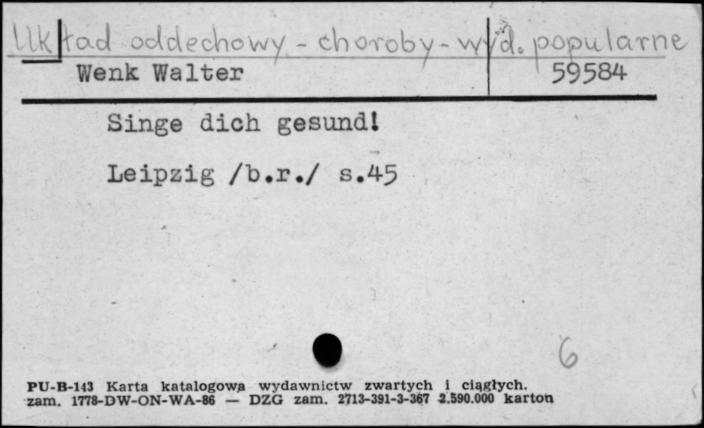 Układ oddechowy - choroby - wyd. popularne
Wenk Walter 59584
Singe dich gesund!
Leipzig /b.r./ s.45
6
PU-B-143 Karta katalogowa wydawnictw zwartych i ciągłych.
zam. 1778-DW-ON-WA-86 — DZG zam. 2713-391-3-367 2.590.000 karton